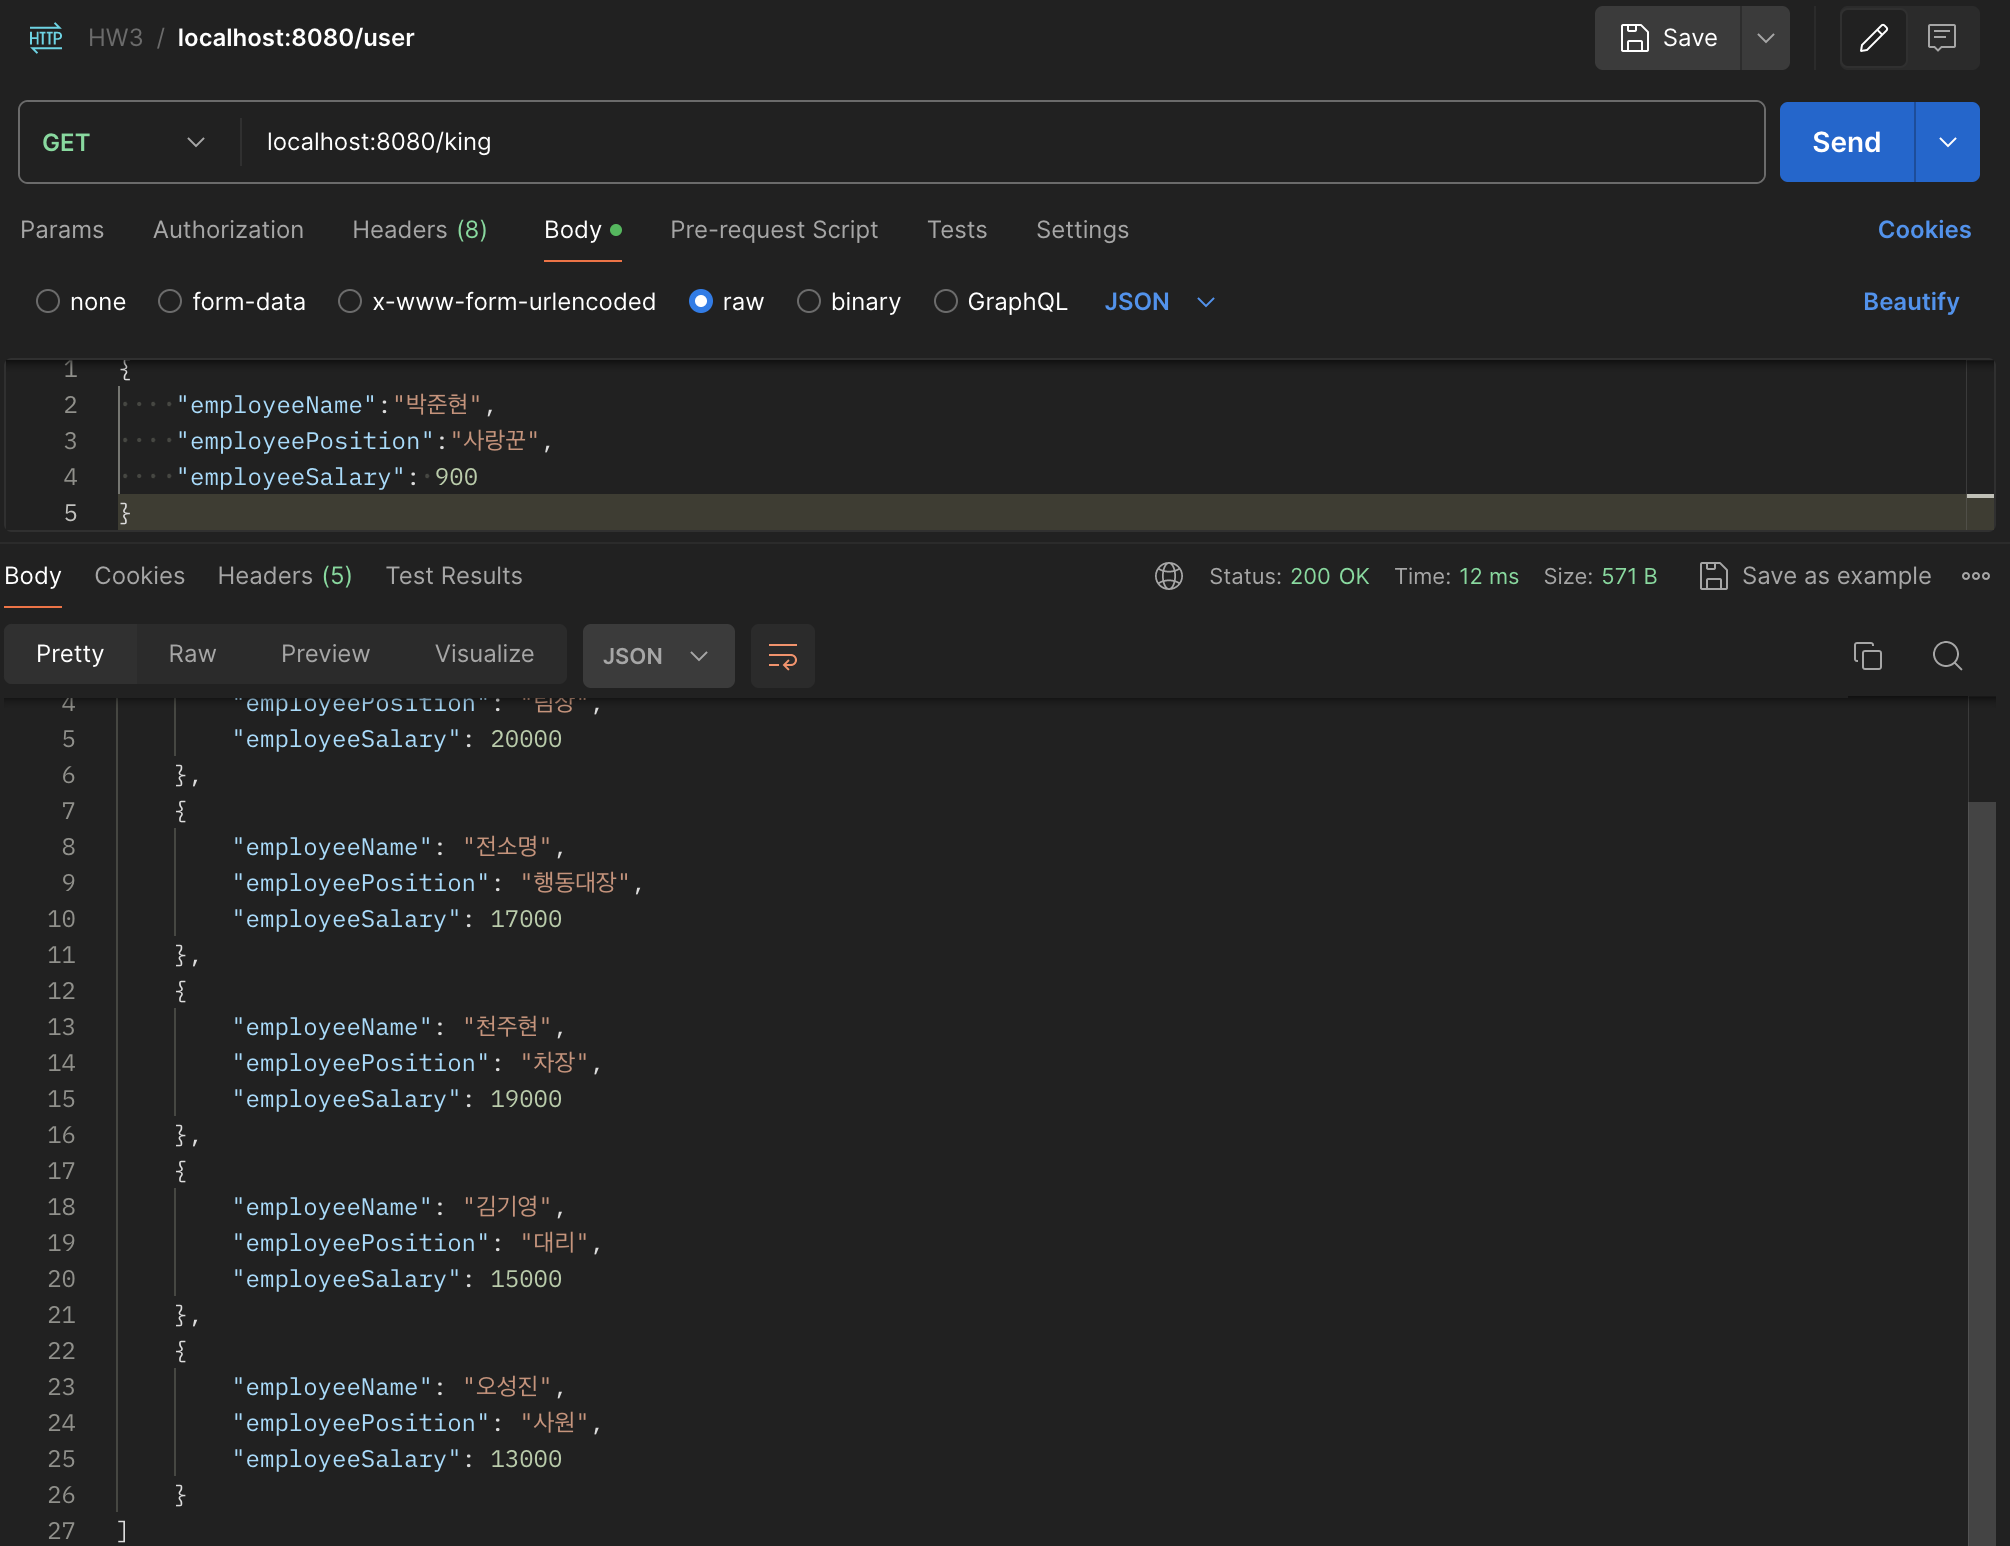 HTTP HW3 / localhost:8080/user Save
GET localhost:8080/king Send
Params Authorization Headers (8) Body Pre-request Script Tests Settings Cookies
none form-data x-www-form-urlencoded raw binary GraphQL JSON Beautify
1 {
2 "employeeName":"박준현",
3 "employeePosition":"사랑꾼",
4 "employeeSalary": 900
5 }
Body Cookies Headers (5) Test Results Status: 200 OK Time: 12 ms Size: 571 B Save as example
Pretty Raw Preview Visualize JSON
4 "employeePosition": "팀장",
5 "employeeSalary": 20000
6 },
7 {
8 "employeeName": "전소명",
9 "employeePosition": "행동대장",
10 "employeeSalary": 17000
11 },
12 {
13 "employeeName": "천주현",
14 "employeePosition": "차장",
15 "employeeSalary": 19000
16 },
17 {
18 "employeeName": "김기영",
19 "employeePosition": "대리",
20 "employeeSalary": 15000
21 },
22 {
23 "employeeName": "오성진",
24 "employeePosition": "사원",
25 "employeeSalary": 13000
26 }
27 ]